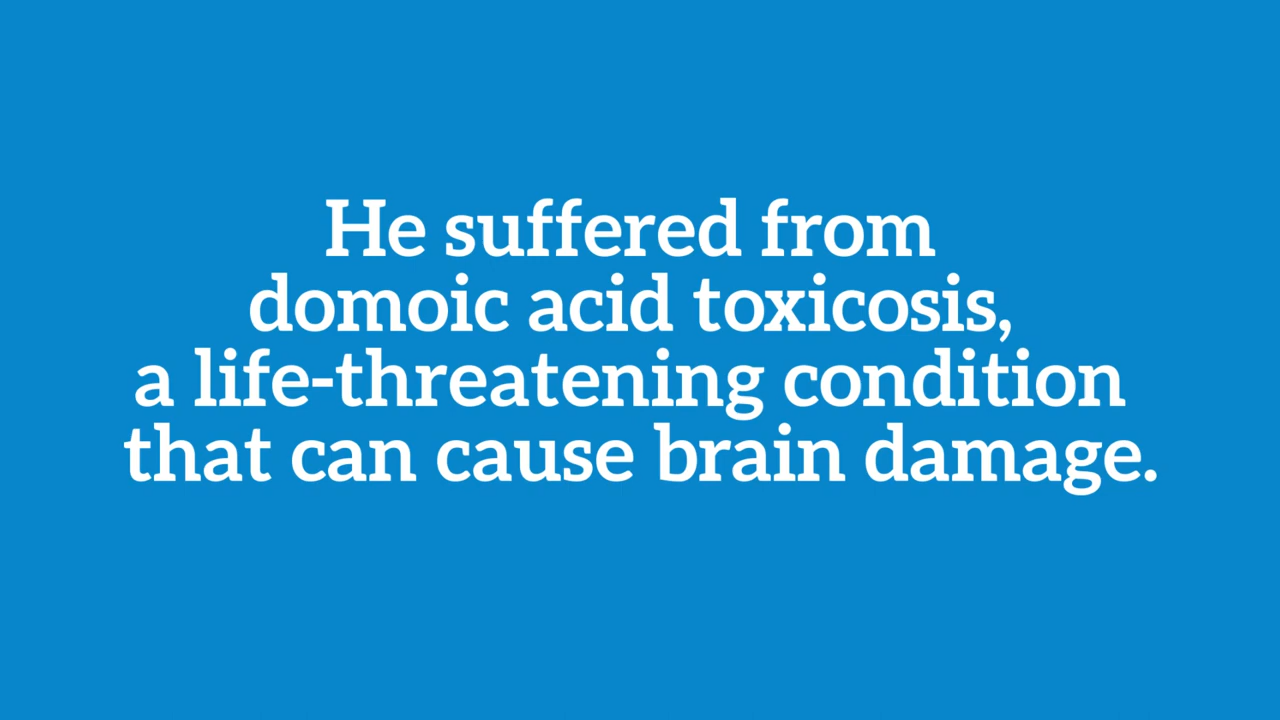 He suffered from
domoic acid toxicosis,
a life-threatening condition
that can cause brain damage.